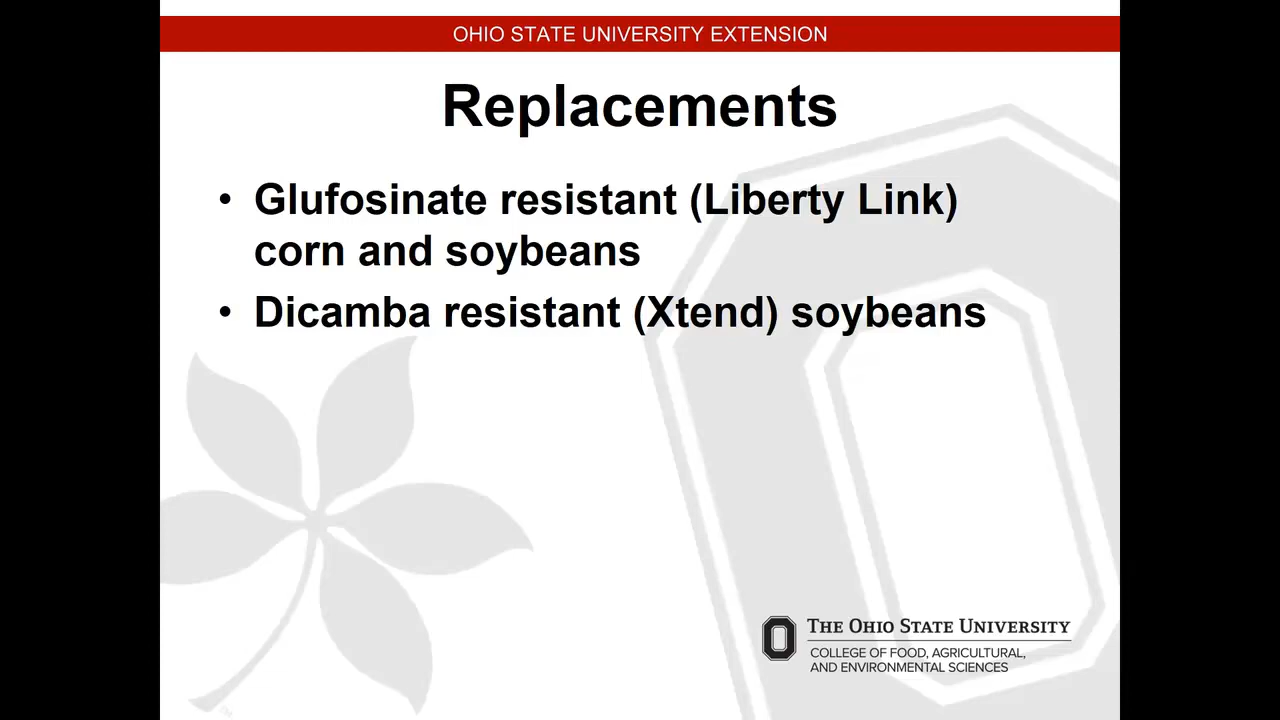 OHIO STATE UNIVERSITY EXTENSION
Replacements
• Glufosinate resistant (Liberty Link)
corn and soybeans
• Dicamba resistant (Xtend) soybeans
THE OHIO STATE UNIVERSITY
COLLEGE OF FOOD, AGRICULTURAL,
AND ENVIRONMENTAL SCIENCES
TM